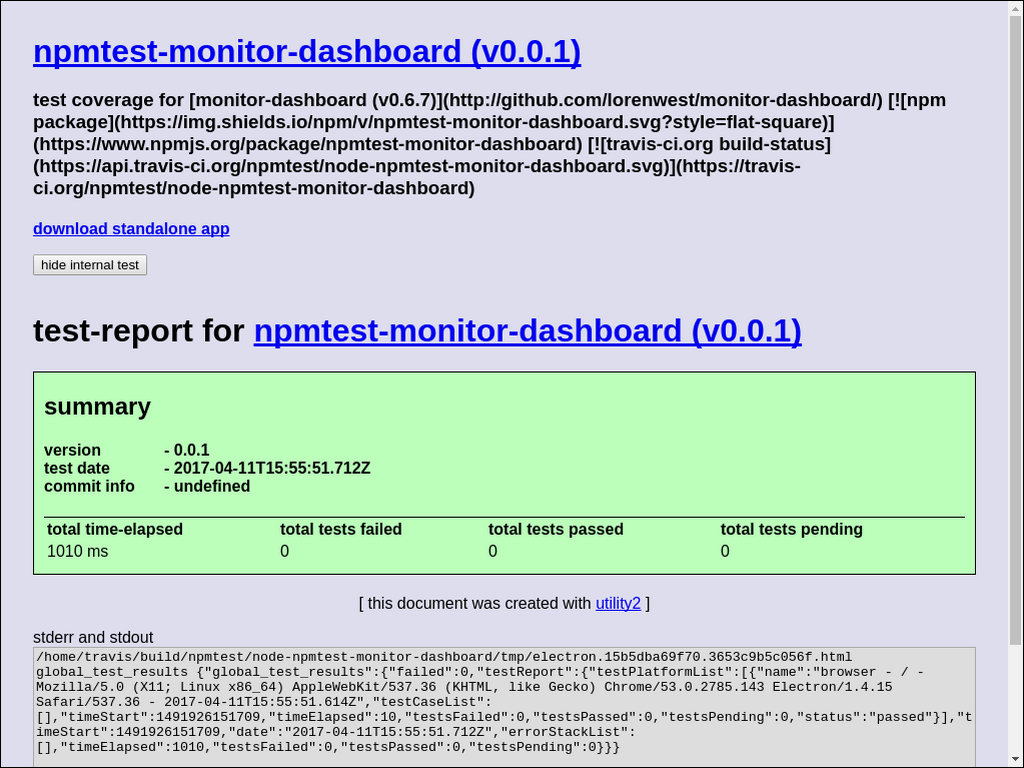 npmtest-monitor-dashboard (v0.0.1)
test coverage for [monitor-dashboard (v0.6.7)](http://github.com/lorenwest/monitor-dashboard/) [![npm
package](https://img.shields.io/npm/v/npmtest-monitor-dashboard.svg?style=flat-square)]
(https://www.npmjs.org/package/npmtest-monitor-dashboard) [![travis-ci.org build-status]
(https://api.travis-ci.org/npmtest/node-npmtest-monitor-dashboard.svg)](https://travis-
ci.org/npmtest/node-npmtest-monitor-dashboard)
download standalone app
hide internal test
test-report for npmtest-monitor-dashboard (v0.0.1)
summary
version - 0.0.1
test date - 2017-04-11T15:55:51.712Z
commit info - undefined
total time-elapsed total tests failed total tests passed total tests pending
1010 ms 0 0 0
[ this document was created with utility2 ]
stderr and stdout
/home/travis/build/npmtest/node-npmtest-monitor-dashboard/tmp/electron.15b5dba69f70.3653c9b5c056f.html
global_test_results {"global_test_results":{"failed":0,"testReport":{"testPlatformList":[{"name":"browser - / -
Mozilla/5.0 (X11; Linux x86_64) AppleWebKit/537.36 (KHTML, like Gecko) Chrome/53.0.2785.143 Electron/1.4.15
Safari/537.36 - 2017-04-11T15:55:51.614Z","testCaseList":
[],"timeStart":1491926151709,"timeElapsed":10,"testsFailed":0,"testsPassed":0,"testsPending":0,"status":"passed"}],"t
imeStart":1491926151709,"date":"2017-04-11T15:55:51.712Z","errorStackList":
[],"timeElapsed":1010,"testsFailed":0,"testsPassed":0,"testsPending":0}}}